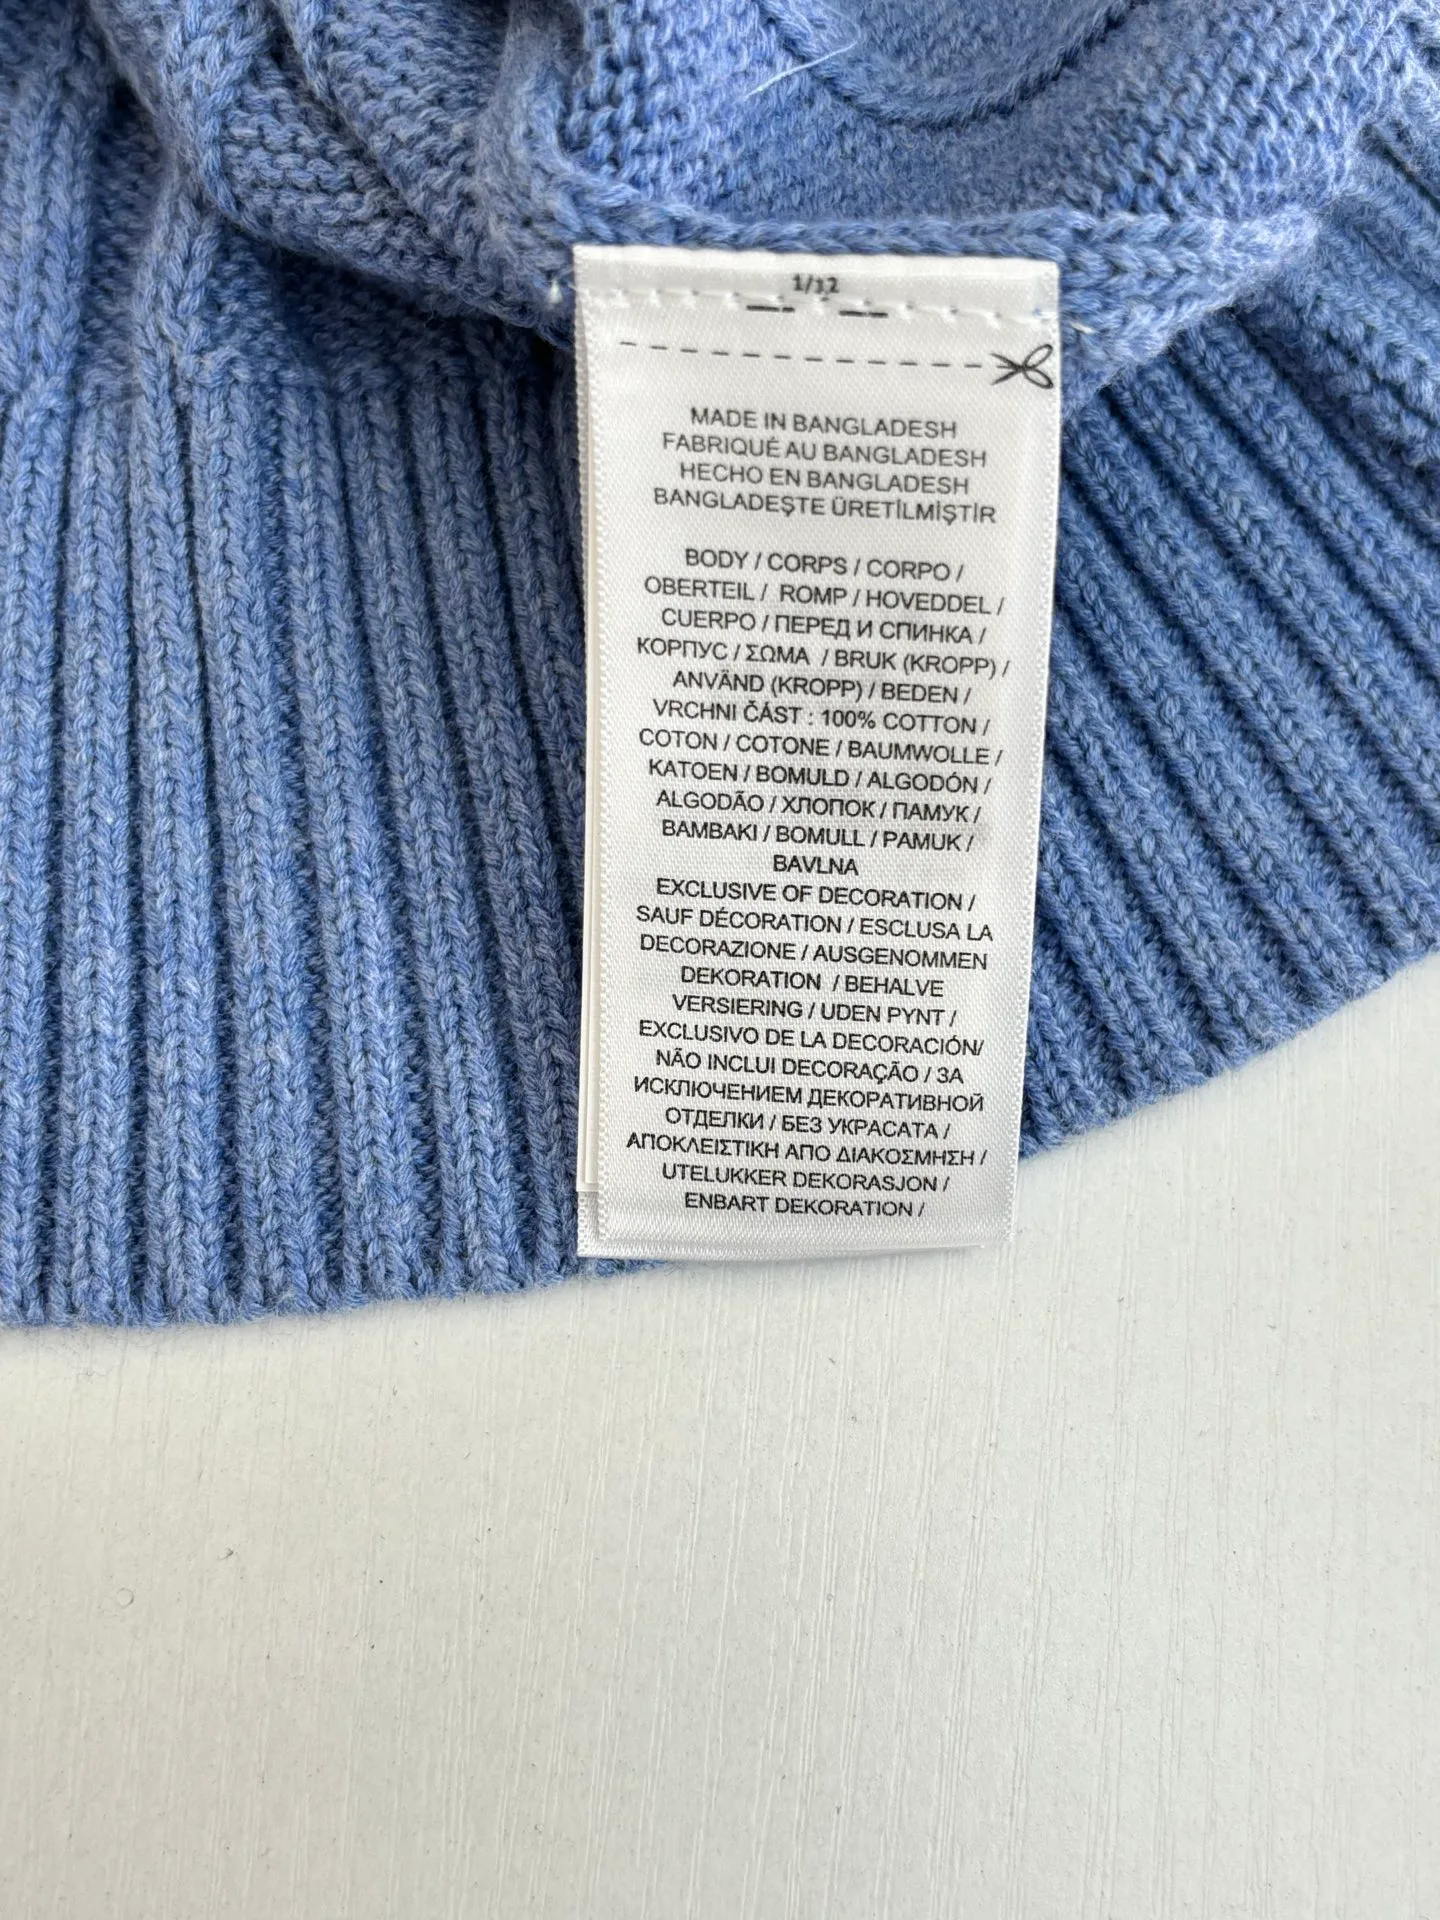 1/12
MADE IN BANGLADESH
FABRIQUÉ AU BANGLADESH
HECHO EN BANGLADESH
BANGLADEŞTE ÜRETİLMİŞTİR
BODY / CORPS / CORPO /
OBERTEIL / ROMP / HOVEDDEL /
CUERPO / ПЕРЕД И СПИНКА /
КОРПУС / ΣΩΜΑ / BRUK (KROPP) /
ANVÄND (KROPP) / BEDEN /
VRCHNI ČÁST : 100% COTTON /
COTON / COTONE / BAUMWOLLE /
KATOEN / BOMULD / ALGODÓN /
ALGODÃO / ХЛОПОК / ПАМУК /
BAMBAKI / BOMULL / PAMUK /
BAVLNA
EXCLUSIVE OF DECORATION /
SAUF DÉCORATION / ESCLUSA LA
DECORAZIONE / AUSGENOMMEN
DEKORATION / BEHALVE
VERSIERING / UDEN PYNT /
EXCLUSIVO DE LA DECORACIÓN/
NÃO INCLUI DECORAÇÃO / ЗА
ИСКЛЮЧЕНИЕМ ДЕКОРАТИВНОЙ
ОТДЕЛКИ / БЕЗ УКРАСАТА /
ΑΠΟΚΛΕΙΣΤΙΚΗ ΑΠΟ ΔΙΑΚΟΣΜΗΣΗ /
UTELUKKER DEKORASJON /
ENBART DEKORATION /